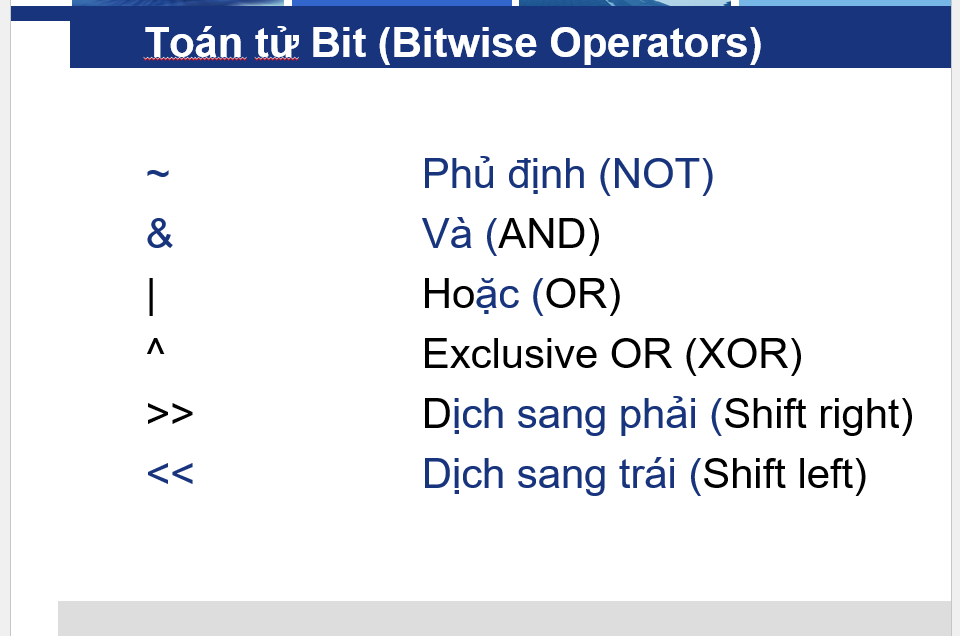 Toán tử Bit (Bitwise Operators)
~ Phủ định (NOT)
& Và (AND)
| Hoặc (OR)
^ Exclusive OR (XOR)
>> Dịch sang phải (Shift right)
<< Dịch sang trái (Shift left)